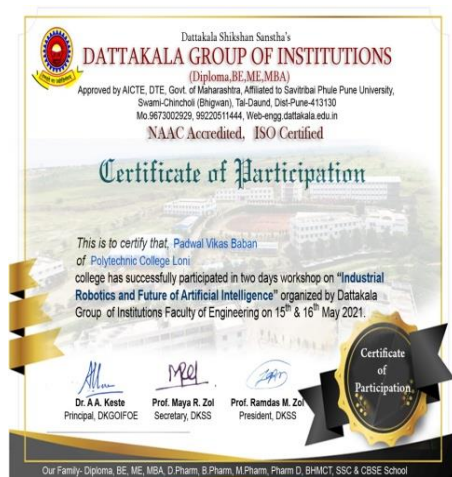 Dattakala Shikshan Sanstha's
DATTAKALA GROUP OF INSTITUTIONS
(Diploma,BE,ME,MBA)
Approved by AICTE, DTE, Govt. of Maharashtra, Affiliated to Savitribai Phule Pune University,
Swami-Chincholi (Bhigwan), Tal-Daund, Dist-Pune-413130
Mo.9673002929, 99220511444, Web-engg.dattakala.edu.in
NAAC Accredited, ISO Certified
Certificate of Participation
This is to certify that, Padwal Vikas Baban
of Polytechnic College Loni
college has successfully participated in two days workshop on "Industrial
Robotics and Future of Artificial Intelligence" organized by Dattakala
Group of Institutions Faculty of Engineering on 15th & 16th May 2021.
Certificate
of
Participation
Dr. A.A. Keste
Principal, DKGOIFOE
Prof. Maya R. Zol
Secretary, DKSS
Prof. Ramdas M. Zol
President, DKSS
Our Family- Diploma, BE, ME, MBA, D.Pharm, B.Pharm, M.Pharm, Pharm D, BHMCT, SSC & CBSE School